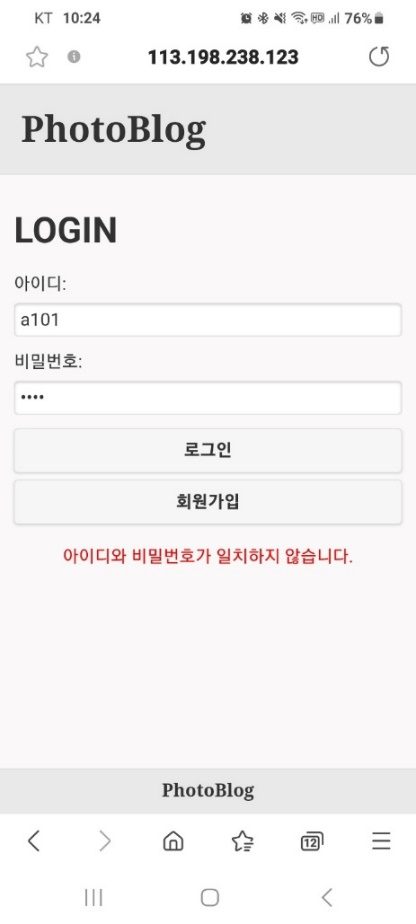 KT 10:24 76%
113.198.238.123
PhotoBlog
LOGIN
아이디:
a101
비밀번호:
••••
로그인
회원가입
아이디와 비밀번호가 일치하지 않습니다.
PhotoBlog
12